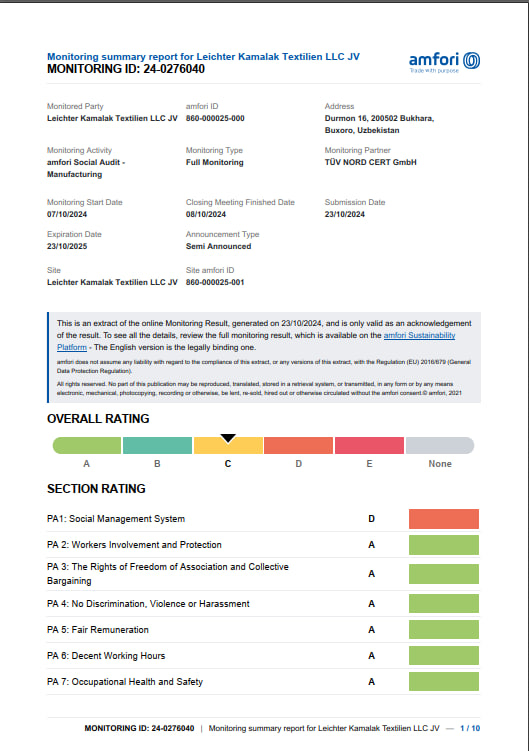 Monitoring summary report for Leichter Kamalak Textilien LLC JV
MONITORING ID: 24-0276040
amfori
Trade with purpose
Monitored Party
Leichter Kamalak Textilien LLC JV
amfori ID
860-000025-000
Address
Durmon 16, 200502 Bukhara,
Buxoro, Uzbekistan
Monitoring Activity
amfori Social Audit -
Manufacturing
Monitoring Type
Full Monitoring
Monitoring Partner
TÜV NORD CERT GmbH
Monitoring Start Date
07/10/2024
Closing Meeting Finished Date
08/10/2024
Submission Date
23/10/2024
Expiration Date
23/10/2025
Announcement Type
Semi Announced
Site
Leichter Kamalak Textilien LLC JV
Site amfori ID
860-000025-001
This is an extract of the online Monitoring Result, generated on 23/10/2024, and is only valid as an acknowledgement
of the result. To see all the details, review the full monitoring result, which is available on the amfori Sustainability
Platform - The English version is the legally binding one.
amfori does not assume any liability with regard to the compliance of this extract, or any versions of this extract, with the Regulation (EU) 2016/679 (General
Data Protection Regulation).
All rights reserved. No part of this publication may be reproduced, translated, stored in a retrieval system, or transmitted, in any form or by any means
electronic, mechanical, photocopying, recording or otherwise, be lent, re-sold, hired out or otherwise circulated without the amfori consent.© amfori, 2021
OVERALL RATING
A B C D E None
SECTION RATING
PA1: Social Management System D
PA 2: Workers Involvement and Protection A
PA 3: The Rights of Freedom of Association and Collective
Bargaining A
PA 4: No Discrimination, Violence or Harassment A
PA 5: Fair Remuneration A
PA 6: Decent Working Hours A
PA 7: Occupational Health and Safety A
MONITORING ID: 24-0276040 | Monitoring summary report for Leichter Kamalak Textilien LLC JV — 1 / 10